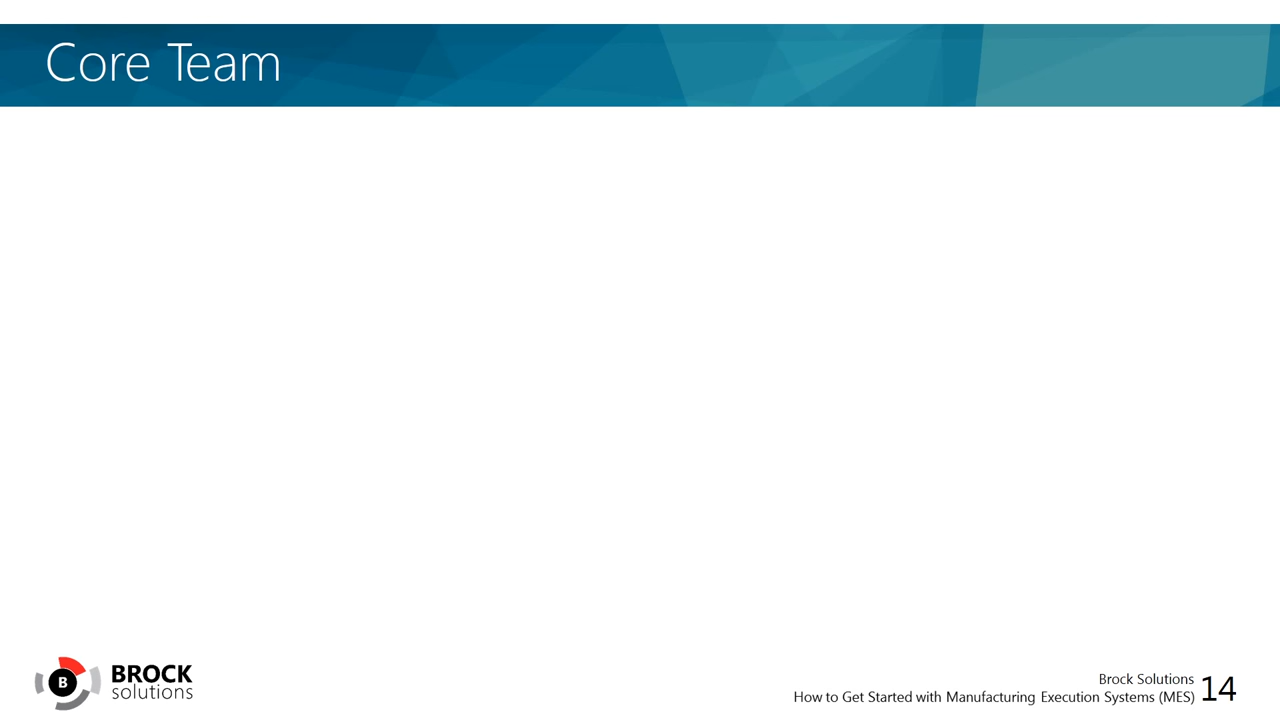 Core Team
B
BROCK
solutions
Brock Solutions
How to Get Started with Manufacturing Execution Systems (MES)
14